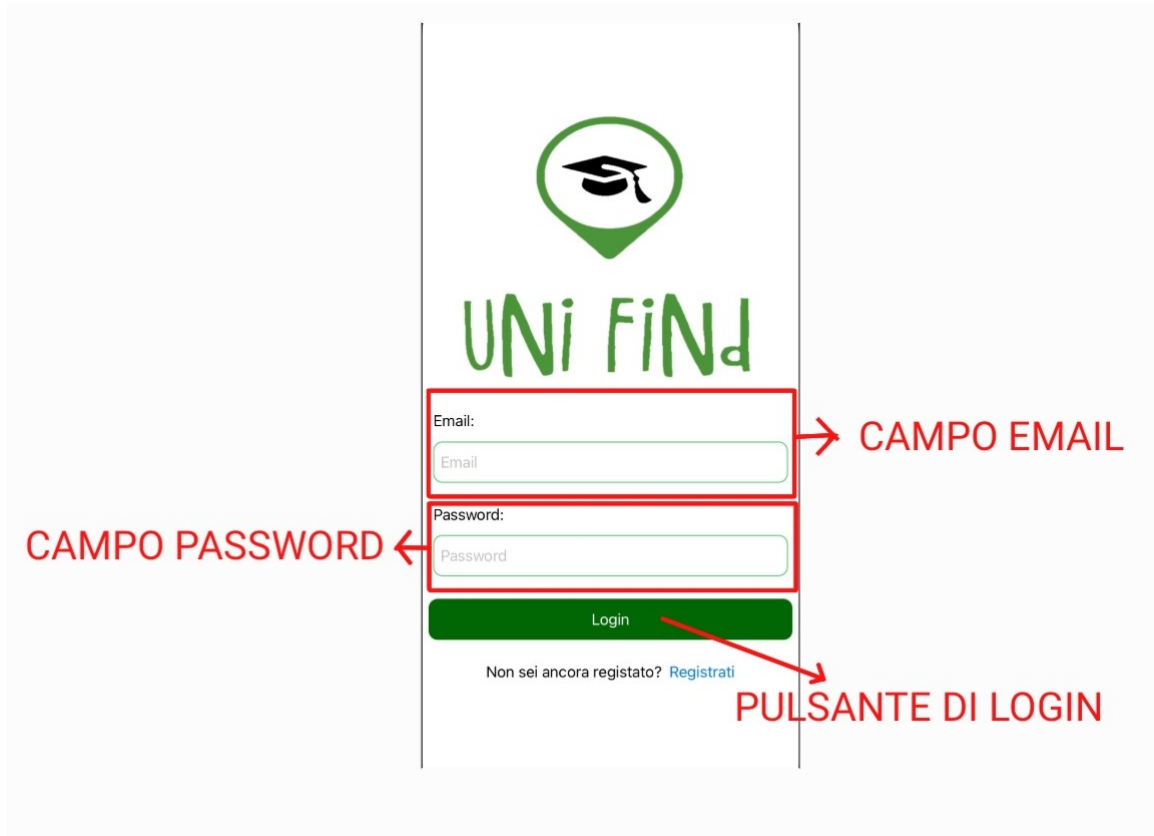 UNi FiNd
Email:
CAMPO EMAIL
Email
Password:
CAMPO PASSWORD
Password
Login
Non sei ancora registato? Registrati
PULSANTE DI LOGIN